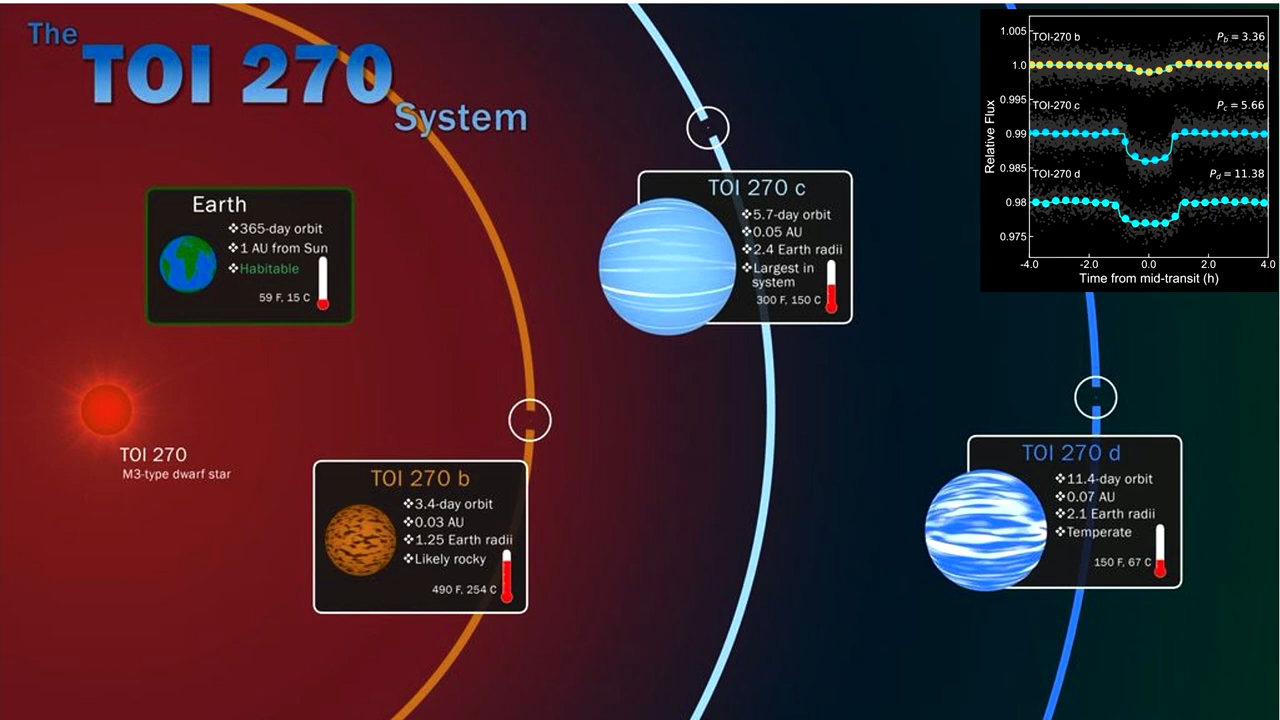 The
TOI 270
System
Earth
❖365-day orbit
❖1 AU from Sun
❖Habitable
59 F, 15 C
TOI 270
M3-type dwarf star
TOI 270 b
❖3.4-day orbit
❖0.03 AU
❖1.25 Earth radii
❖Likely rocky
490 F, 254 C
TOI 270 c
❖5.7-day orbit
❖0.05 AU
❖2.4 Earth radii
❖Largest in
system
300 F, 150 C
TOI 270 d
❖11.4-day orbit
❖0.07 AU
❖2.1 Earth radii
❖Temperate
150 F, 67 C
Relative Flux
1.005
1.0
0.995
0.99
0.985
0.98
0.975
TOI-270 b P_b = 3.36
TOI-270 c P_c = 5.66
TOI-270 d P_d = 11.38
-4.0 -2.0 0.0 2.0 4.0
Time from mid-transit (h)